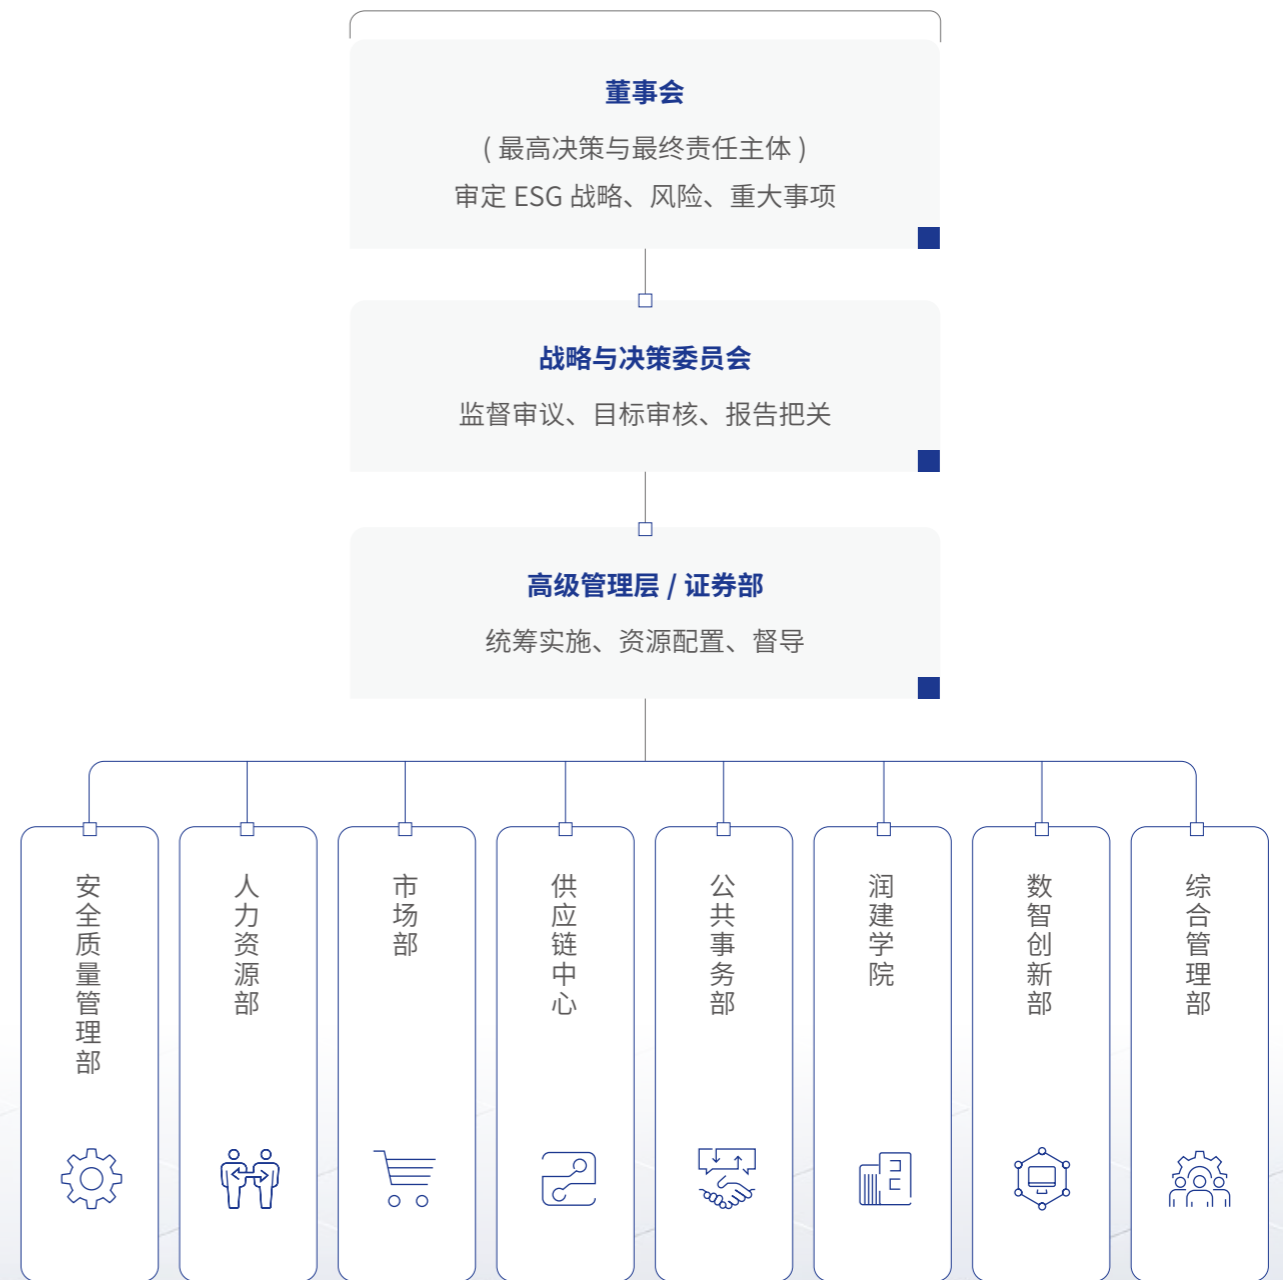 董事会
( 最高决策与最终责任主体 )
审定 ESG 战略、风险、重大事项
战略与决策委员会
监督审议、目标审核、报告把关
高级管理层 / 证券部
统筹实施、资源配置、督导
安全质量管理部
人力资源部
市场部
供应链中心
公共事务部
润建学院
数智创新部
综合管理部